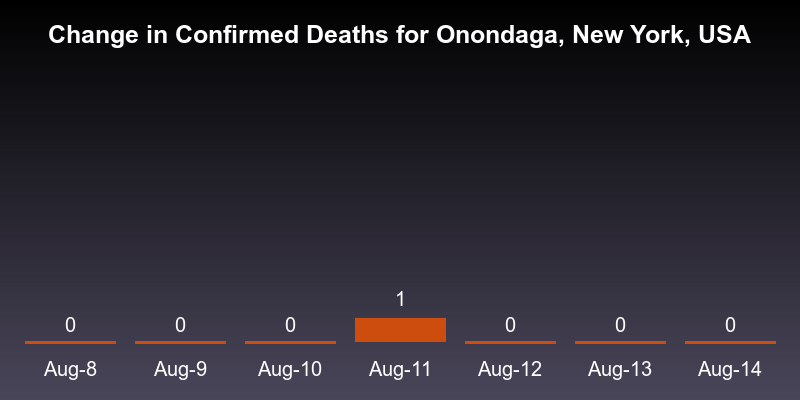 Change in Confirmed Deaths for Onondaga, New York, USA
1
0 0 0 0 0 0
Aug-8 Aug-9 Aug-10 Aug-11 Aug-12 Aug-13 Aug-14